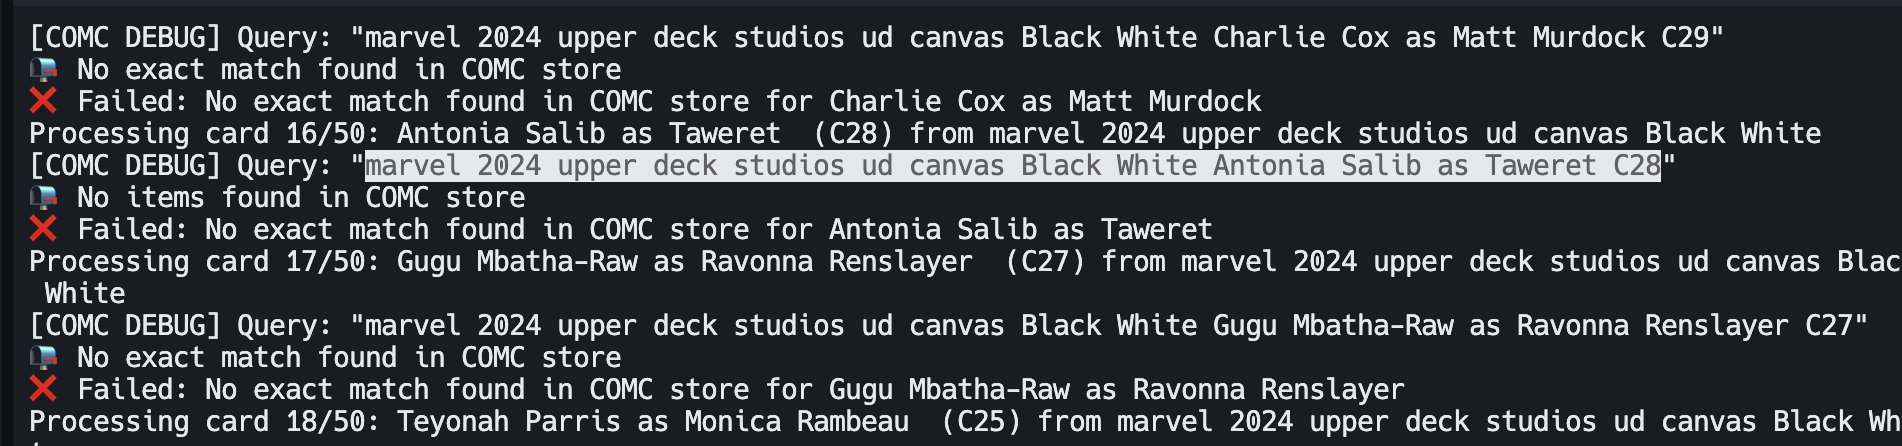 [COMC DEBUG] Query: "marvel 2024 upper deck studios ud canvas Black White Charlie Cox as Matt Murdock C29"
📭 No exact match found in COMC store
❌ Failed: No exact match found in COMC store for Charlie Cox as Matt Murdock
Processing card 16/50: Antonia Salib as Taweret  (C28) from marvel 2024 upper deck studios ud canvas Black White
[COMC DEBUG] Query: "marvel 2024 upper deck studios ud canvas Black White Antonia Salib as Taweret C28"
📭 No items found in COMC store
❌ Failed: No exact match found in COMC store for Antonia Salib as Taweret
Processing card 17/50: Gugu Mbatha-Raw as Ravonna Renslayer  (C27) from marvel 2024 upper deck studios ud canvas Blac
White
[COMC DEBUG] Query: "marvel 2024 upper deck studios ud canvas Black White Gugu Mbatha-Raw as Ravonna Renslayer C27"
📭 No exact match found in COMC store
❌ Failed: No exact match found in COMC store for Gugu Mbatha-Raw as Ravonna Renslayer
Processing card 18/50: Teyonah Parris as Monica Rambeau  (C25) from marvel 2024 upper deck studios ud canvas Black Wh